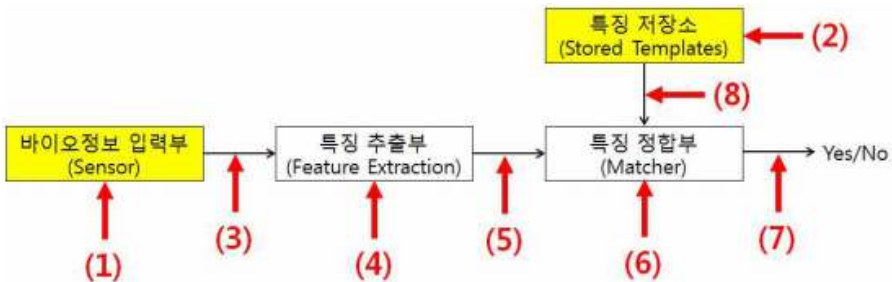 특징 저장소
(Stored Templates)
(2)
(8)
바이오정보 입력부
(Sensor)
특징 추출부
(Feature Extraction)
특징 정합부
(Matcher)
Yes/No
(1)
(3)
(4)
(5)
(6)
(7)